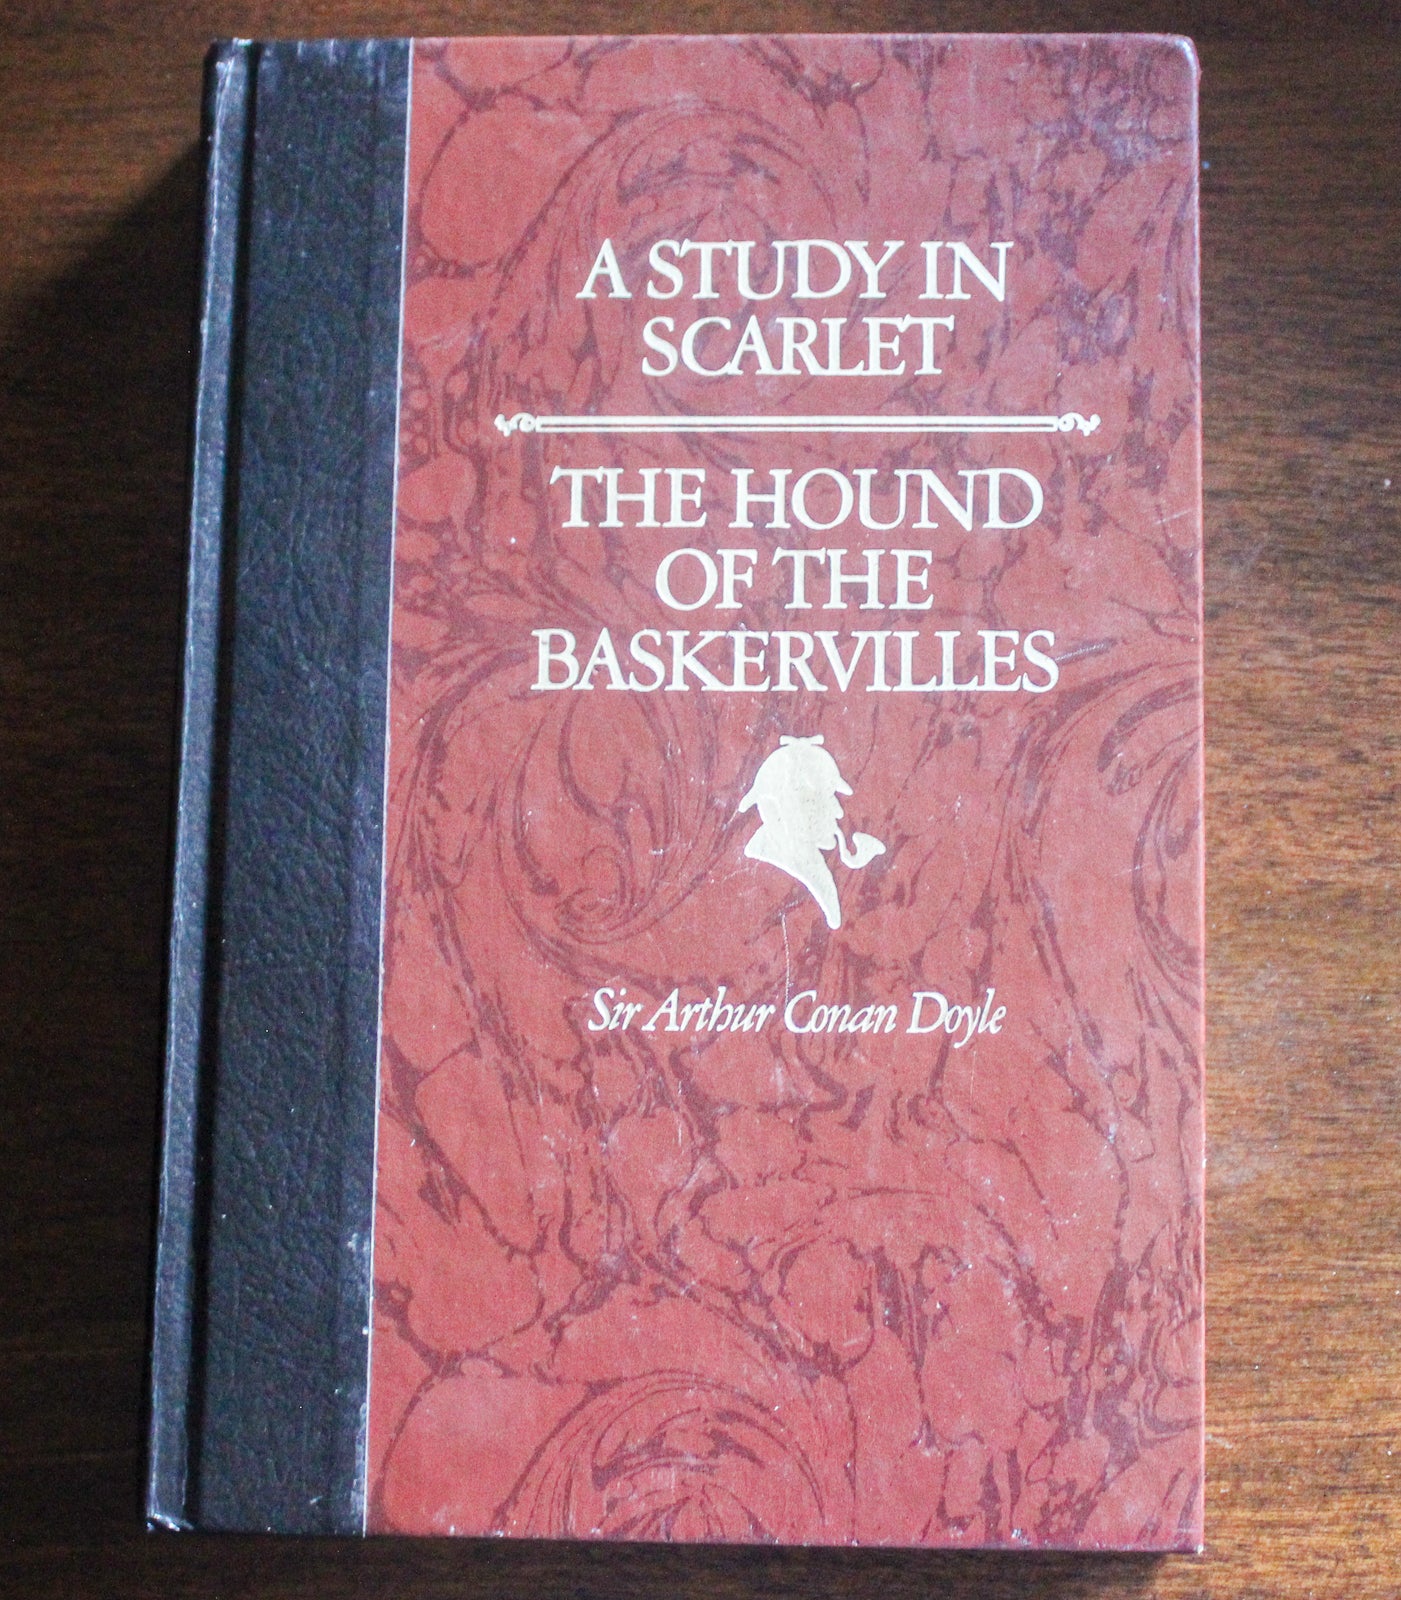 A STUDY IN
SCARLET
THE HOUND
OF THE
BASKERVILLES
Sir Arthur Conan Doyle